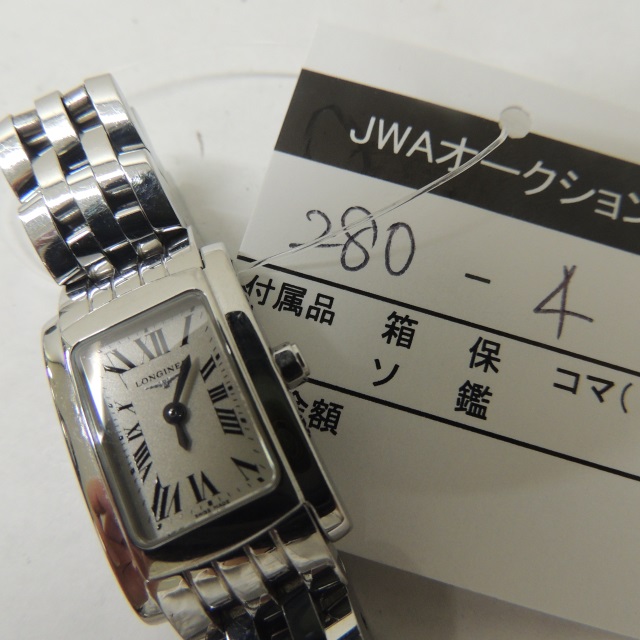 JWAオークション
280 - 4
付属品 箱 保 コマ(
ソ 鑑
金額
LONGINES
XII